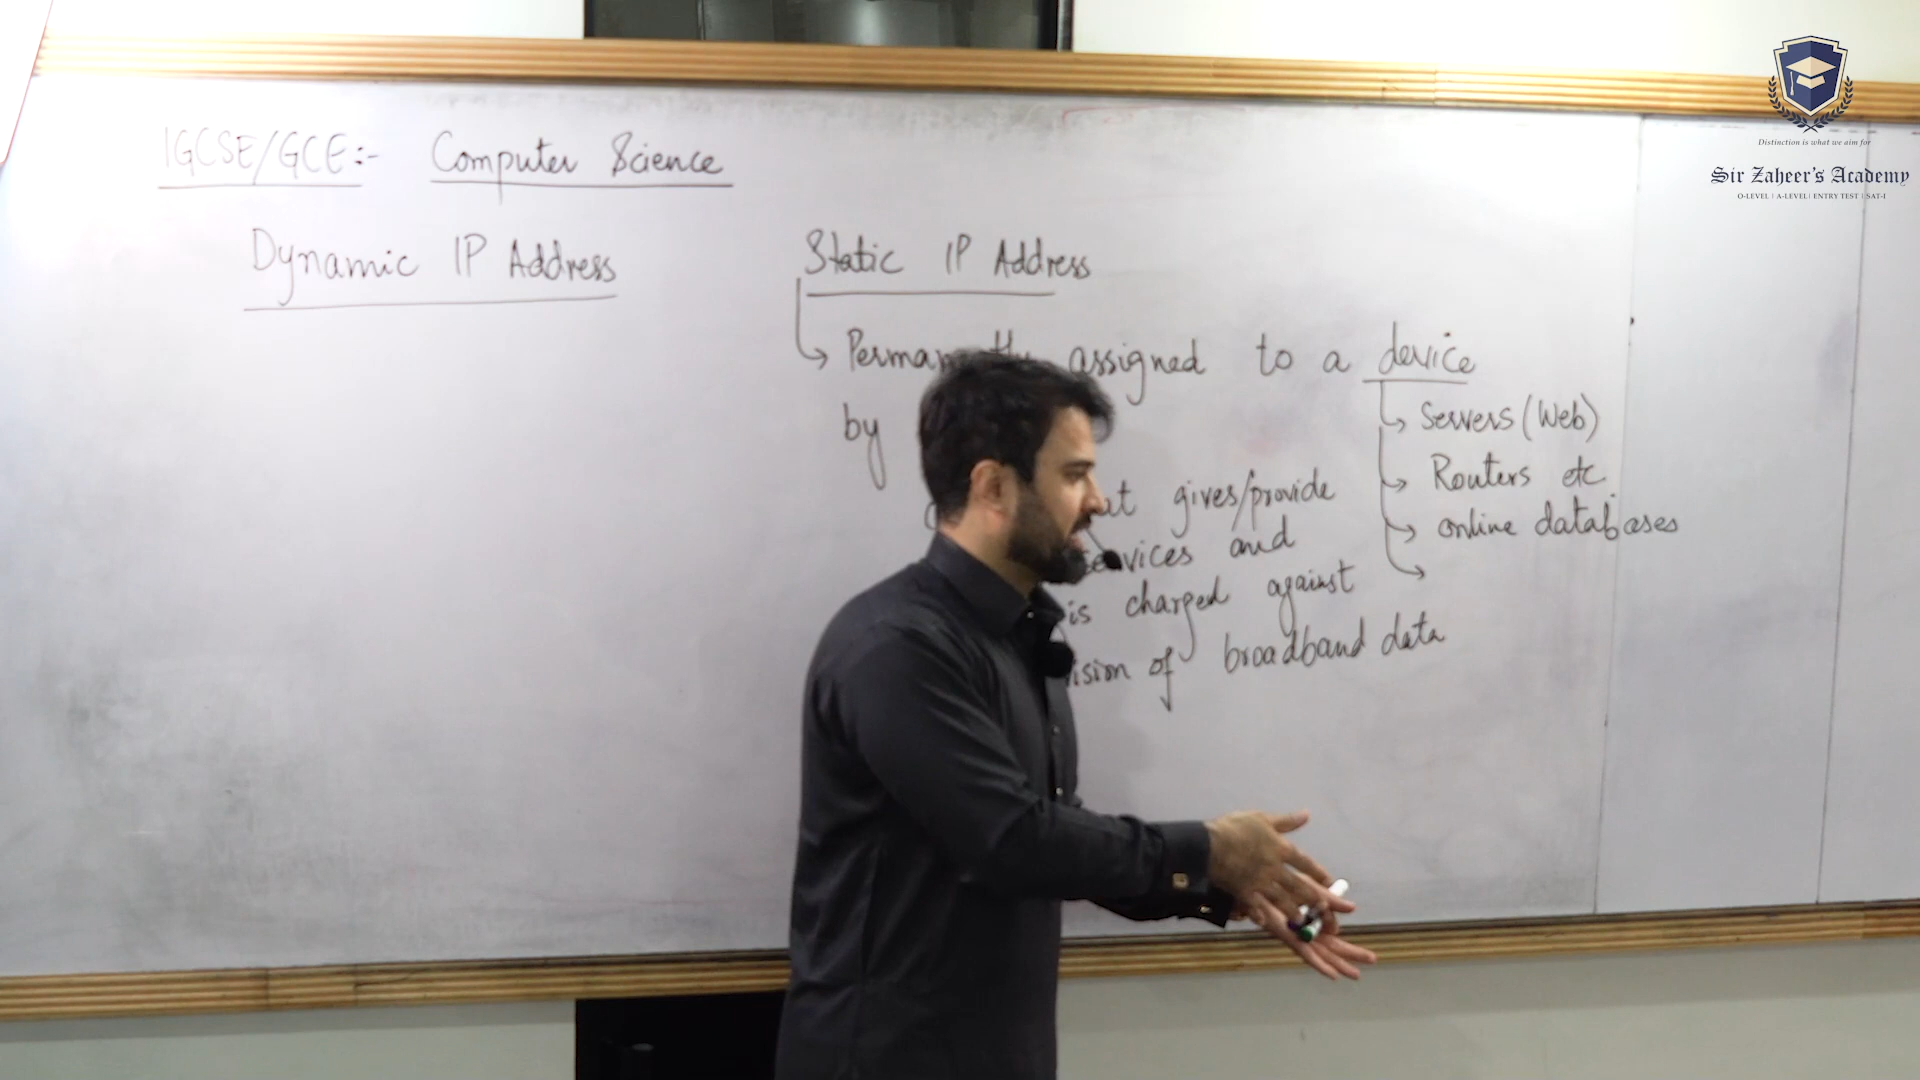 IGCSE/GCE:- Computer Science
Dynamic IP Address
Static IP Address
assigned to a device
by
Servers (Web)
Routers etc
online databases
gives/provide
services and
is charged against
of broadband data
Distinction is what we aim for
Sir Zaheer's Academy
O-LEVEL | A-LEVEL | ENTRY TEST | SAT-I